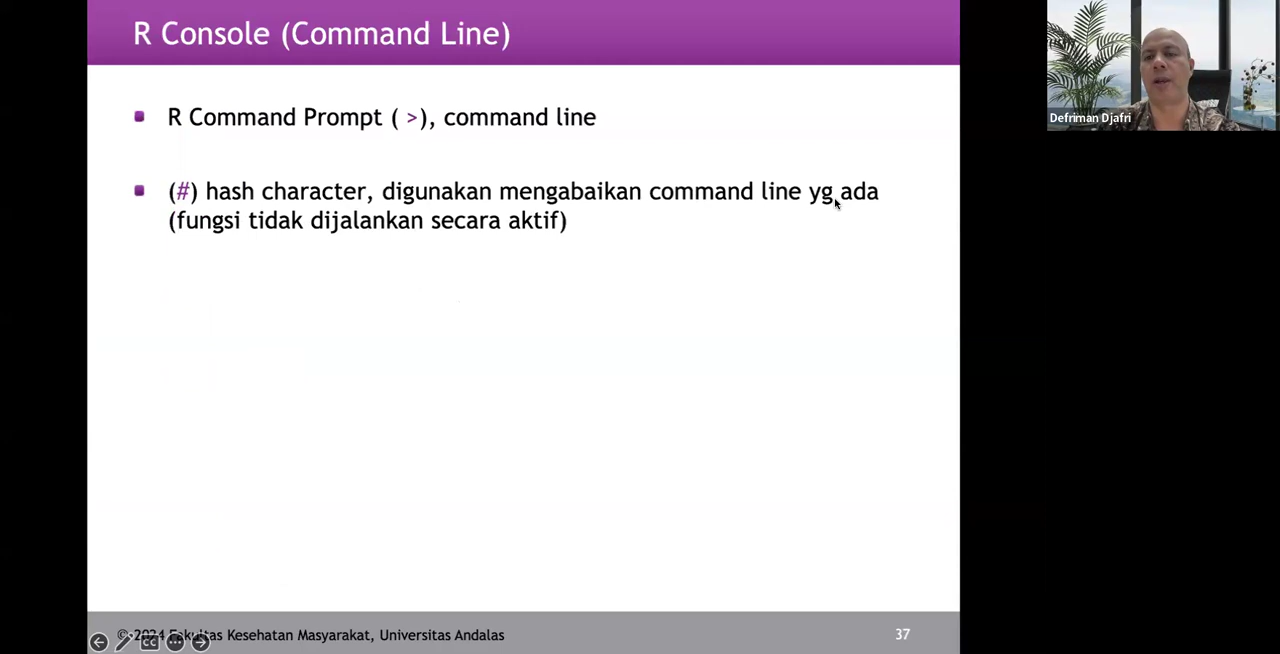 R Console (Command Line)
R Command Prompt ( >), command line
(#) hash character, digunakan mengabaikan command line yg ada
(fungsi tidak dijalankan secara aktif)
Defriman Djafri
© 2024 Fakultas Kesehatan Masyarakat, Universitas Andalas
37
CC